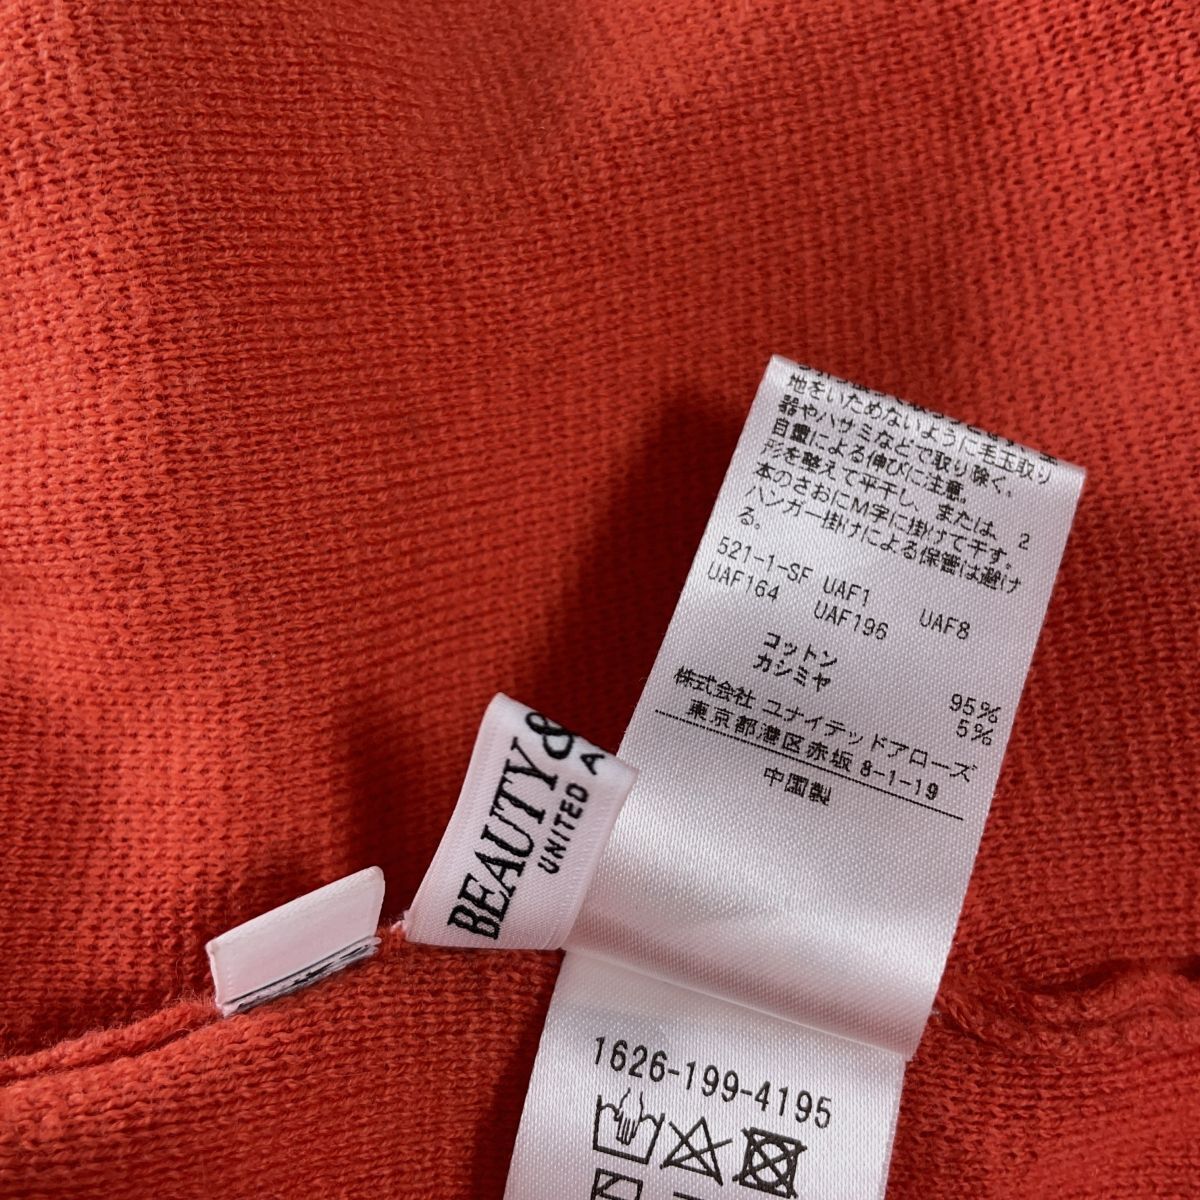 地をいためないように毛玉取り
器やハサミなどで取り除く。
自重による伸びに注意。
形を整えて平干し、または、2
本のさおにM字に掛けて干す。
ハンガー掛けによる保管は避け
る。
521-1-SF UAF1 UAF8
UAF164 UAF196
コットン 95%
カシミヤ 5%
株式会社 ユナイテッドアローズ
東京都港区赤坂 8-1-19
中国製
BEAUTY &
UNITED A
1626-199-4195